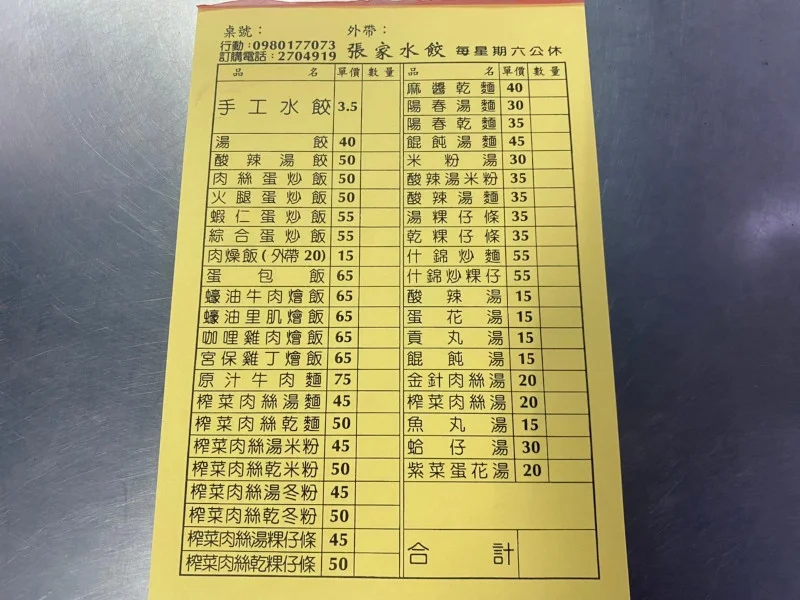 桌號： 外帶：
行動：0980177073
訂購電話：2704919 張家水餃 每星期六公休
品名 單價 數量
手工水餃 3.5
湯餃 40
酸辣湯餃 50
肉絲蛋炒飯 50
火腿蛋炒飯 50
蝦仁蛋炒飯 55
綜合蛋炒飯 55
肉燥飯(外帶20) 15
蛋包飯 65
蠔油牛肉燴飯 65
蠔油里肌燴飯 65
咖哩雞肉燴飯 65
宮保雞丁燴飯 65
原汁牛肉麵 75
榨菜肉絲湯麵 45
榨菜肉絲乾麵 50
榨菜肉絲湯米粉 45
榨菜肉絲乾米粉 50
榨菜肉絲湯冬粉 45
榨菜肉絲乾冬粉 50
榨菜肉絲湯粿仔條 45
榨菜肉絲乾粿仔條 50
品名 單價 數量
麻醬乾麵 40
陽春湯麵 30
陽春乾麵 35
餛飩湯麵 45
米粉湯 30
酸辣湯米粉 35
酸辣湯麵 35
湯粿仔條 35
乾粿仔條 35
什錦炒麵 55
什錦炒粿仔 55
酸辣湯 15
蛋花湯 15
貢丸湯 15
餛飩湯 15
金針肉絲湯 20
榨菜肉絲湯 20
魚丸湯 15
蛤仔湯 30
紫菜蛋花湯 20
合計